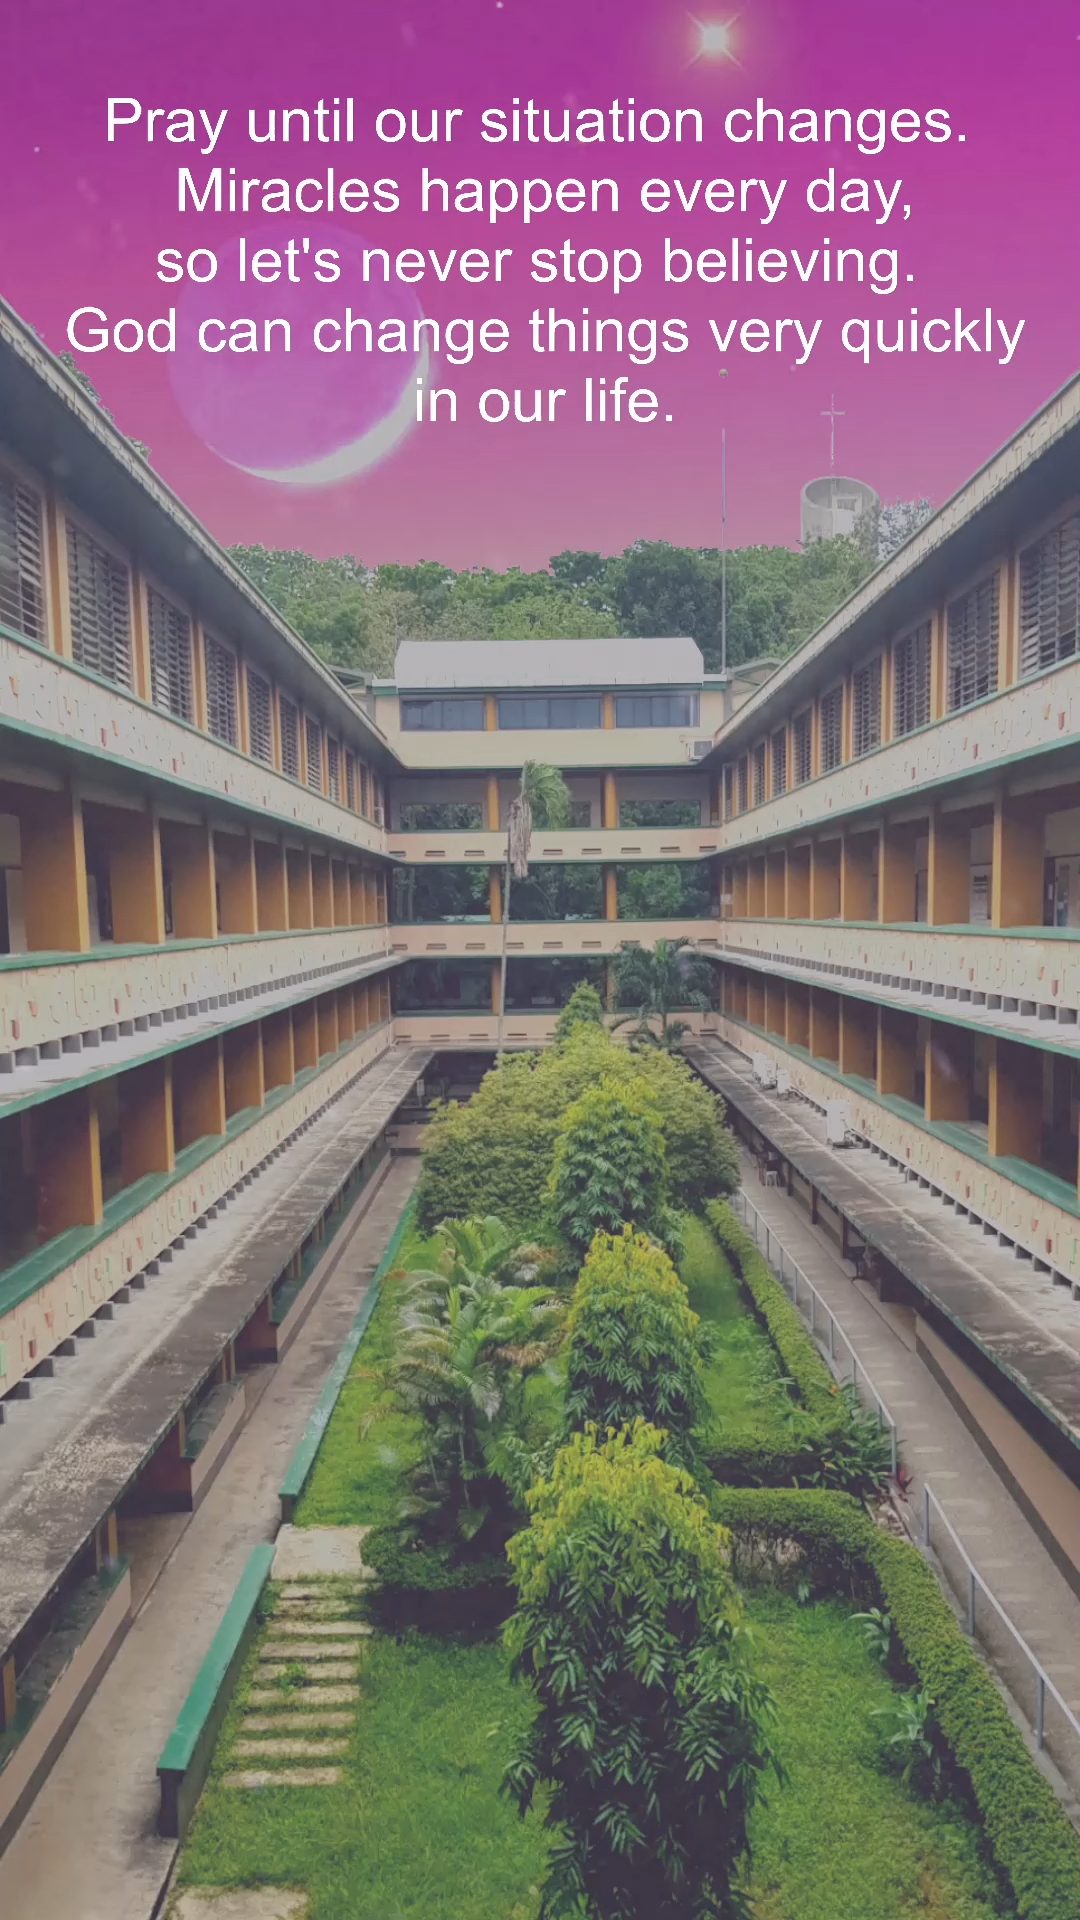 Pray until our situation changes.
Miracles happen every day,
so let's never stop believing.
God can change things very quickly
in our life.